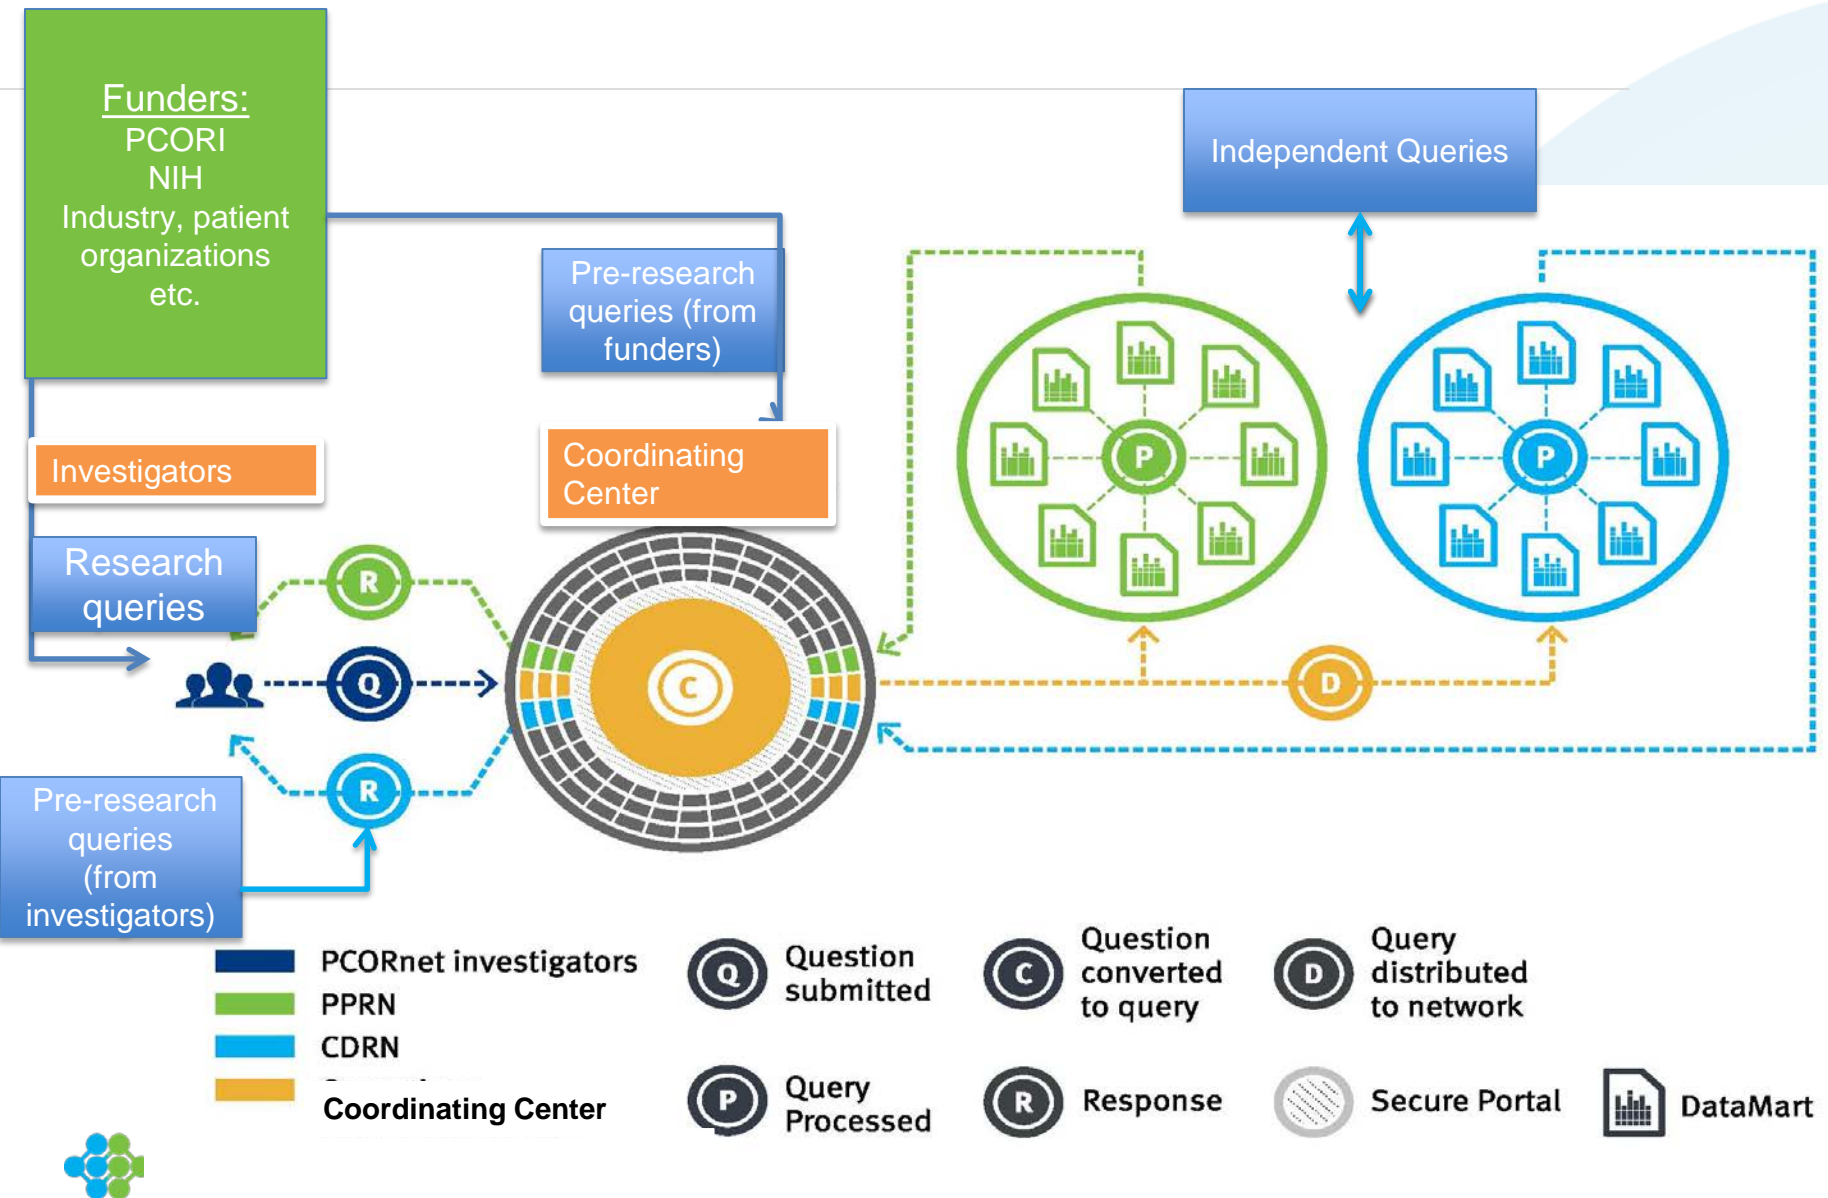 Funders:
PCORI
NIH
Industry, patient
organizations
etc.
Independent Queries
Pre-research
queries (from
funders)
Investigators
Coordinating
Center
Research
queries
R
Q
R
C
P
P
D
Pre-research
queries
(from
investigators)
PCORnet investigators
PPRN
CDRN
Coordinating Center
Q
Question
submitted
C
Question
converted
to query
D
Query
distributed
to network
P
Query
Processed
R
Response
Secure Portal
DataMart